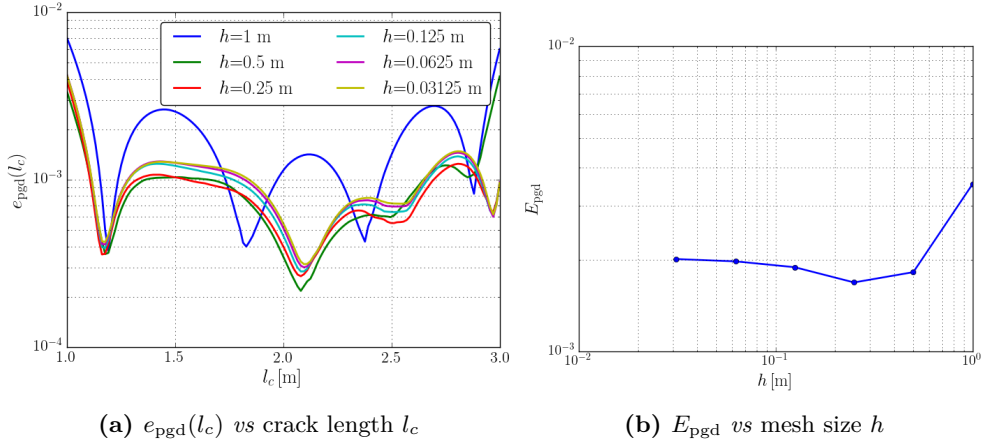 10⁻²
10⁻³
10⁻⁴
e_pgd(l_c)
h=1 m
h=0.5 m
h=0.25 m
h=0.125 m
h=0.0625 m
h=0.03125 m
1.0 1.5 2.0 2.5 3.0
l_c [m]
(a) e_pgd(l_c) vs crack length l_c
10⁻²
10⁻³
E_pgd
10⁻² 10⁻¹ 10⁰
h [m]
(b) E_pgd vs mesh size h